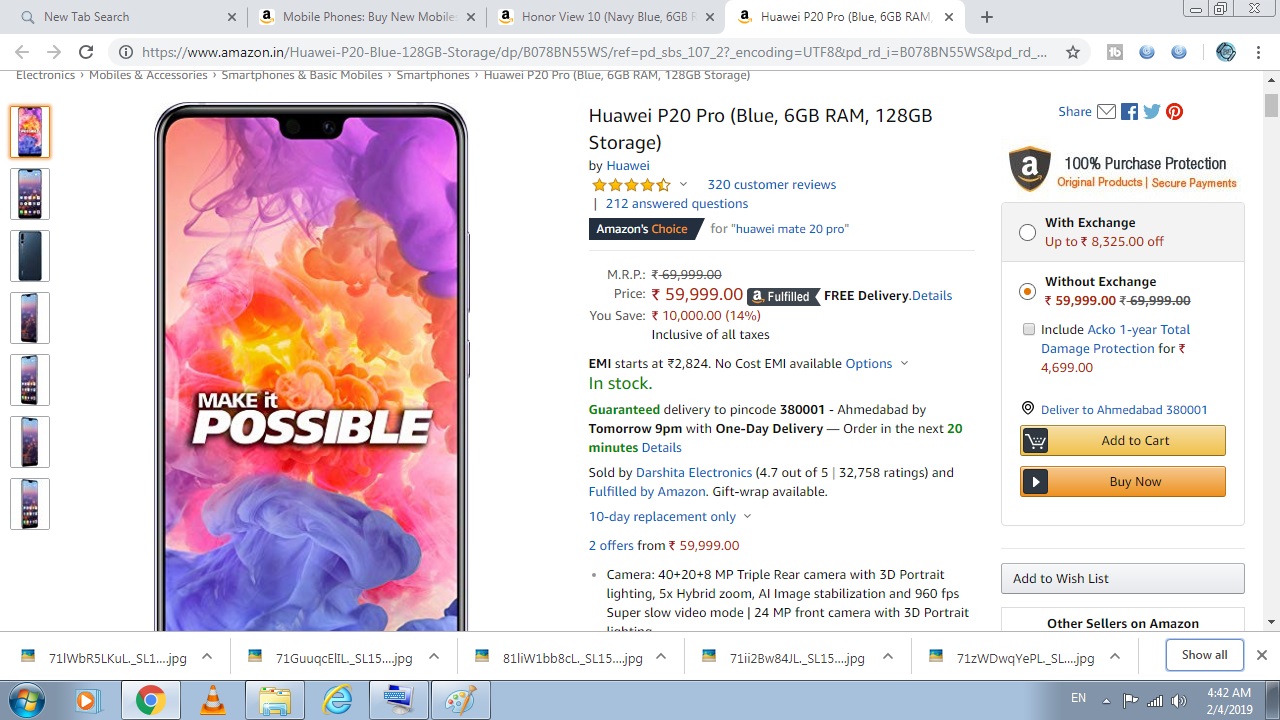 New Tab Search
Mobile Phones: Buy New Mobile
Honor View 10 (Navy Blue, 6GB R
Huawei P20 Pro (Blue, 6GB RAM,
https://www.amazon.in/Huawei-P20-Blue-128GB-Storage/dp/B078BN55WS/ref=pd_sbs_107_2?_encoding=UTF8&pd_rd_i=B078BN55WS&pd_rd_...
Electronics › Mobiles & Accessories › Smartphones & Basic Mobiles › Smartphones › Huawei P20 Pro (Blue, 6GB RAM, 128GB Storage)
MAKE it
POSSIBLE
Huawei P20 Pro (Blue, 6GB RAM, 128GB
Storage)
by Huawei
320 customer reviews
| 212 answered questions
Amazon's Choice for "huawei mate 20 pro"
M.R.P.: ₹ 69,999.00
Price: ₹ 59,999.00 Fulfilled FREE Delivery.Details
You Save: ₹ 10,000.00 (14%)
Inclusive of all taxes
EMI starts at ₹2,824. No Cost EMI available Options
In stock.
Guaranteed delivery to pincode 380001 - Ahmedabad by
Tomorrow 9pm with One-Day Delivery — Order in the next 20
minutes Details
Sold by Darshita Electronics (4.7 out of 5 | 32,758 ratings) and
Fulfilled by Amazon. Gift-wrap available.
10-day replacement only
2 offers from ₹ 59,999.00
• Camera: 40+20+8 MP Triple Rear camera with 3D Portrait
lighting, 5x Hybrid zoom, AI Image stabilization and 960 fps
Super slow video mode | 24 MP front camera with 3D Portrait
lighting
Share
100% Purchase Protection
Original Products | Secure Payments
With Exchange
Up to ₹ 8,325.00 off
Without Exchange
₹ 59,999.00 ₹ 69,999.00
Include Acko 1-year Total
Damage Protection for ₹
4,699.00
Deliver to Ahmedabad 380001
Add to Cart
Buy Now
Add to Wish List
Other Sellers on Amazon
71lWbR5LKuL._SL1....jpg
71GuuqcElIL._SL15....jpg
81liW1bb8cL._SL15....jpg
71ii2Bw84JL._SL15....jpg
71zWDwqYePL._SL....jpg
Show all
EN
4:42 AM
2/4/2019